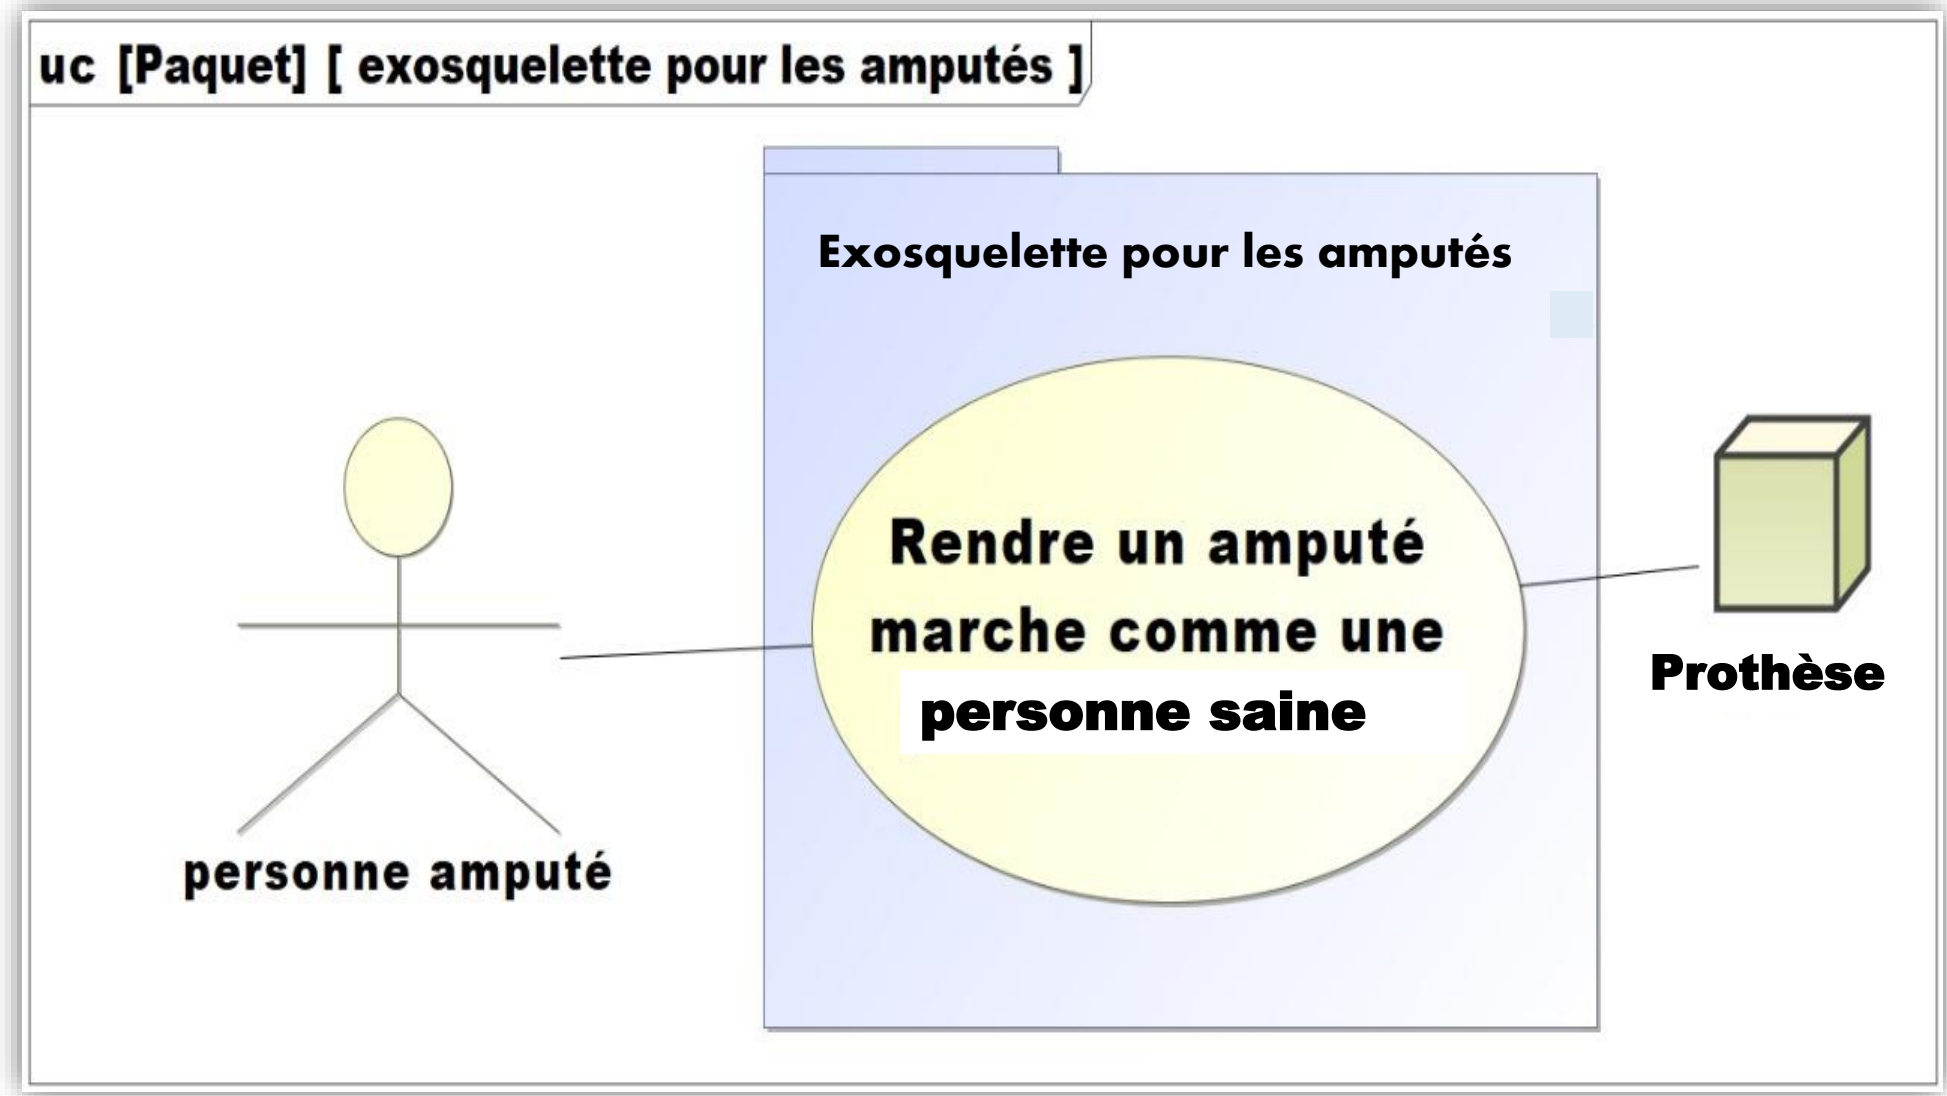 uc [Paquet] [ exosquelette pour les amputés ]
Exosquelette pour les amputés
Rendre un amputé
marche comme une
personne saine
Prothèse
personne amputé